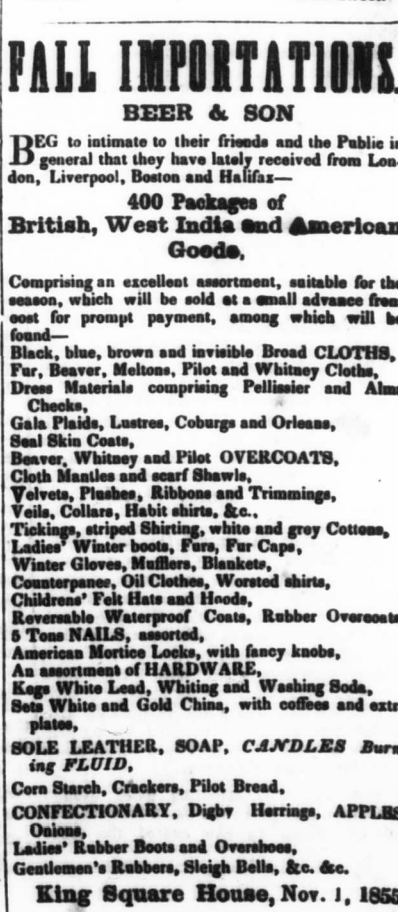 FALL IMPORTATIONS.
BEER & SON
BEG to intimate to their friends and the Public i
general that they have lately received from Lon-
don, Liverpool, Boston and Halifax—
400 Packages of
British, West India and American
Goods,
Comprising an excellent assortment, suitable for the
season, which will be sold at a small advance from
cost for prompt payment, among which will be
found—
Black, blue, brown and invisible Broad CLOTHS,
Fur, Beaver, Meltons, Pilot and Whitney Cloths,
Dress Materials comprising Pellissier and Alma
Checks,
Gala Plaids, Lustres, Coburgs and Orleans,
Seal Skin Coats,
Beaver, Whitney and Pilot OVERCOATS,
Cloth Mantles and scarf Shawls,
Velvets, Plushes, Ribbons and Trimmings,
Veils, Collars, Habit shirts, &c.,
Tickings, striped Shirting, white and grey Cottons,
Ladies' Winter boots, Furs, Fur Caps,
Winter Gloves, Mufflers, Blankets,
Counterpanes, Oil Clothes, Worsted shirts,
Childrens' Felt Hats and Hoods,
Reversable Waterproof Coats, Rubber Overcoats
5 Tons NAILS, assorted,
American Mortice Locks, with fancy knobs,
An assortment of HARDWARE,
Kegs White Lead, Whiting and Washing Soda,
Sets White and Gold China, with coffees and extr
plates,
SOLE LEATHER, SOAP, CANDLES Burn
ing FLUID,
Corn Starch, Crackers, Pilot Bread,
CONFECTIONARY, Digby Herrings, APPLES
Onions,
Ladies' Rubber Boots and Overshoes,
Gentlemen's Rubbers, Sleigh Bells, &c. &c.
King Square House, Nov. 1, 1855